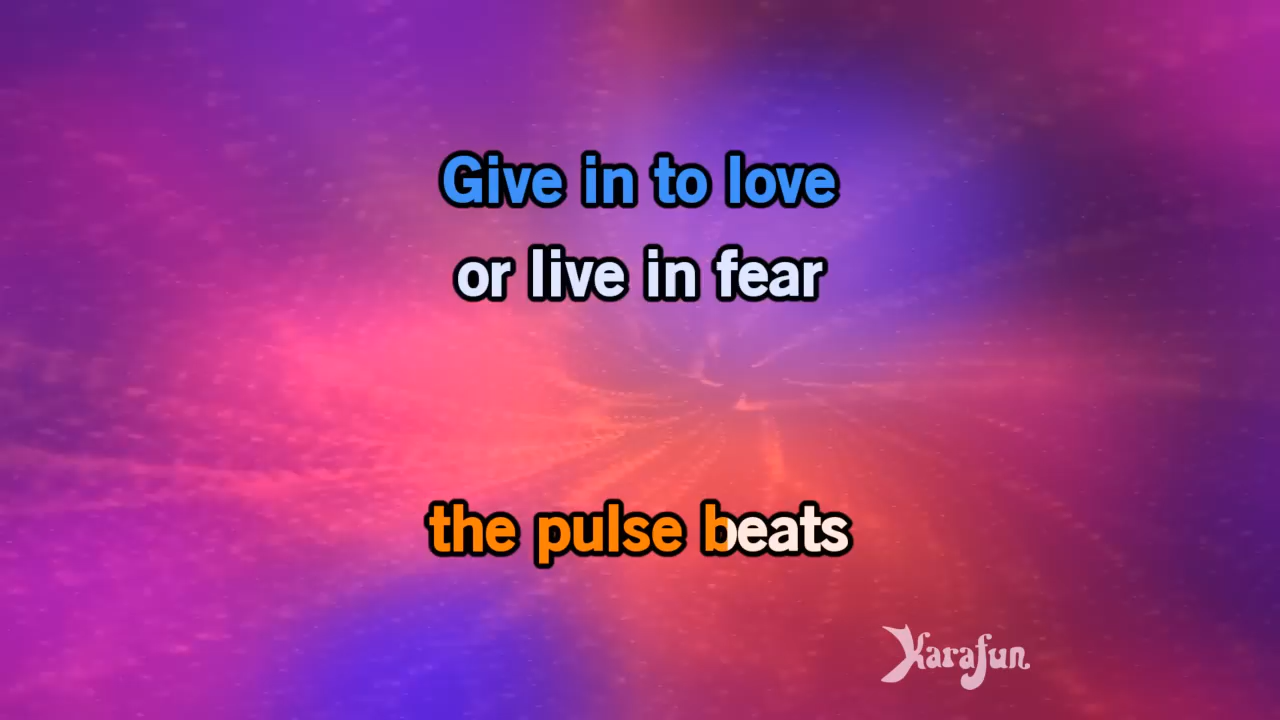 Give in to love
or live in fear
the pulse beats
Karafun